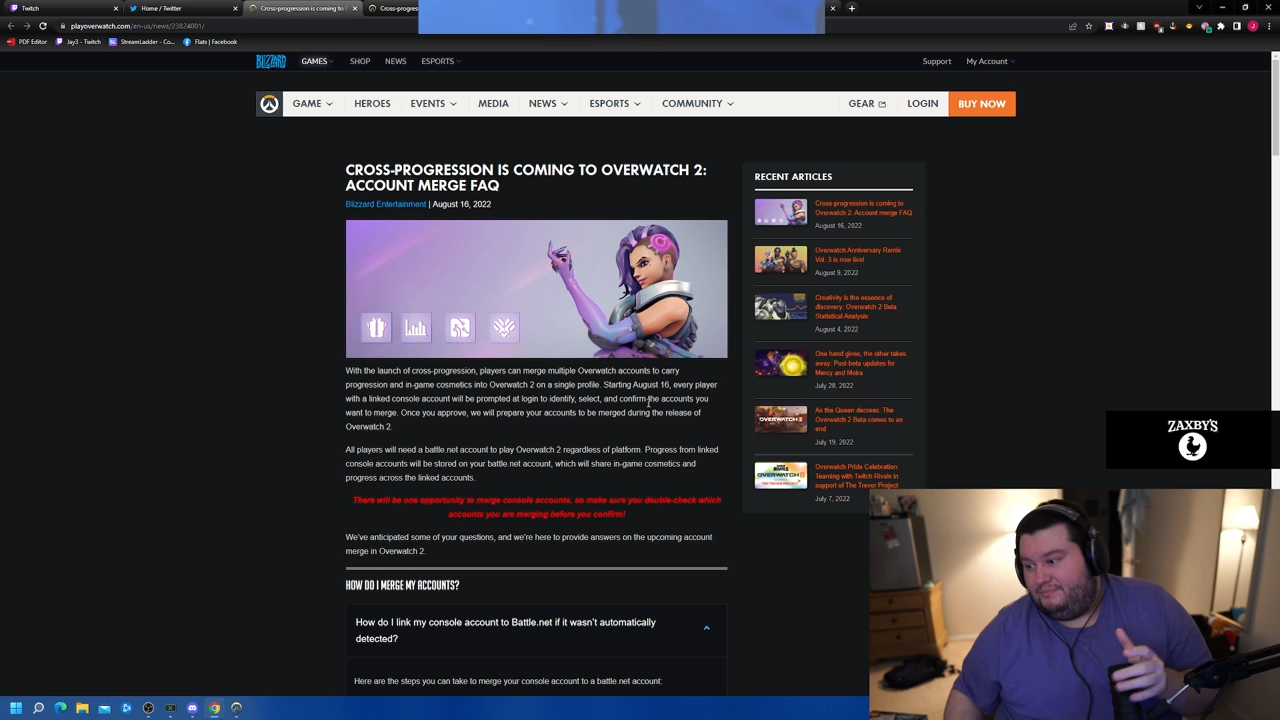 Twitch
Home / Twitter
Cross-progression is coming to
Cross-progres
playoverwatch.com/en-us/news/23824001/
PDF Editor
Jay3 - Twitch
StreamLadder - Co...
Flats | Facebook
BLIZZARD
GAMES
SHOP
NEWS
ESPORTS
Support
My Account
GAME
HEROES
EVENTS
MEDIA
NEWS
ESPORTS
COMMUNITY
GEAR
LOGIN
BUY NOW
CROSS-PROGRESSION IS COMING TO OVERWATCH 2:
ACCOUNT MERGE FAQ
Blizzard Entertainment | August 16, 2022
With the launch of cross-progression, players can merge multiple Overwatch accounts to carry
progression and in-game cosmetics into Overwatch 2 on a single profile. Starting August 16, every player
with a linked console account will be prompted at login to identify, select, and confirm the accounts you
want to merge. Once you approve, we will prepare your accounts to be merged during the release of
Overwatch 2.
All players will need a battle.net account to play Overwatch 2 regardless of platform. Progress from linked
console accounts will be stored on your battle.net account, which will share in-game cosmetics and
progress across the linked accounts.
There will be one opportunity to merge console accounts, so make sure you double-check which
accounts you are merging before you confirm!
We've anticipated some of your questions, and we're here to provide answers on the upcoming account
merge in Overwatch 2.
HOW DO I MERGE MY ACCOUNTS?
How do I link my console account to Battle.net if it wasn't automatically
detected?
Here are the steps you can take to merge your console account to a battle.net account:
RECENT ARTICLES
Cross-progression is coming to
Overwatch 2: Account merge FAQ
August 16, 2022
Overwatch Anniversary Remix
Vol. 3 is now live!
August 9, 2022
Creativity is the essence of
discovery: Overwatch 2 Beta
Statistical Analysis
August 4, 2022
One hand gives, the other takes
away: Post-beta updates for
Mercy and Moira
July 28, 2022
As the Queen decrees: The
Overwatch 2 Beta comes to an
end
July 19, 2022
Overwatch Pride Celebration:
Teaming with Twitch Rivals in
support of The Trevor Project
July 7, 2022
ZAXBY'S